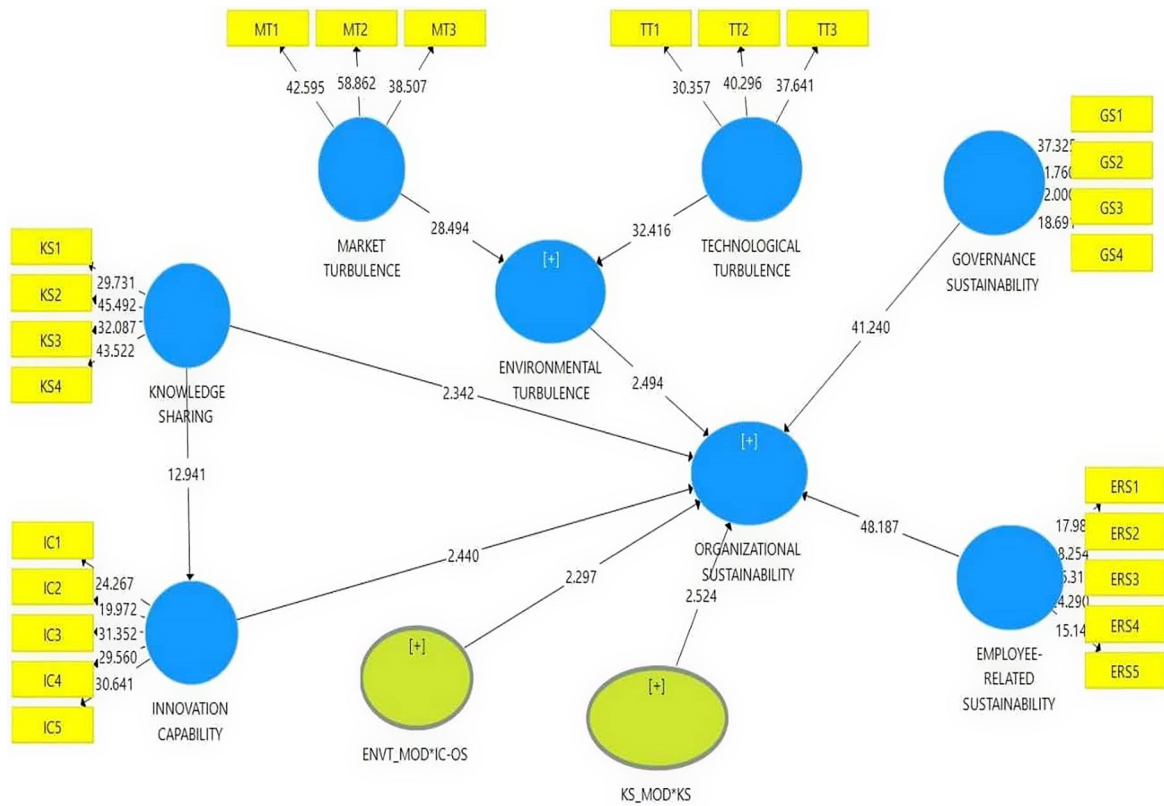 MT1
MT2
MT3
TT1
TT2
TT3
42.595
58.862
38.507
30.357
40.296
37.641
GS1
GS2
GS3
GS4
37.325
18.691
MARKET
TURBULENCE
28.494
32.416
TECHNOLOGICAL
TURBULENCE
GOVERNANCE
SUSTAINABILITY
[+]
ENVIRONMENTAL
TURBULENCE
KS1
KS2
KS3
KS4
29.731
45.492
32.087
43.522
KNOWLEDGE
SHARING
2.342
2.494
41.240
12.941
[+]
ORGANIZATIONAL
SUSTAINABILITY
48.187
ERS1
ERS2
ERS3
ERS4
ERS5
EMPLOYEE-
RELATED
SUSTAINABILITY
IC1
IC2
IC3
IC4
IC5
24.267
19.972
31.352
29.560
30.641
INNOVATION
CAPABILITY
2.440
2.297
2.524
[+]
ENVT_MOD*IC-OS
[+]
KS_MOD*KS